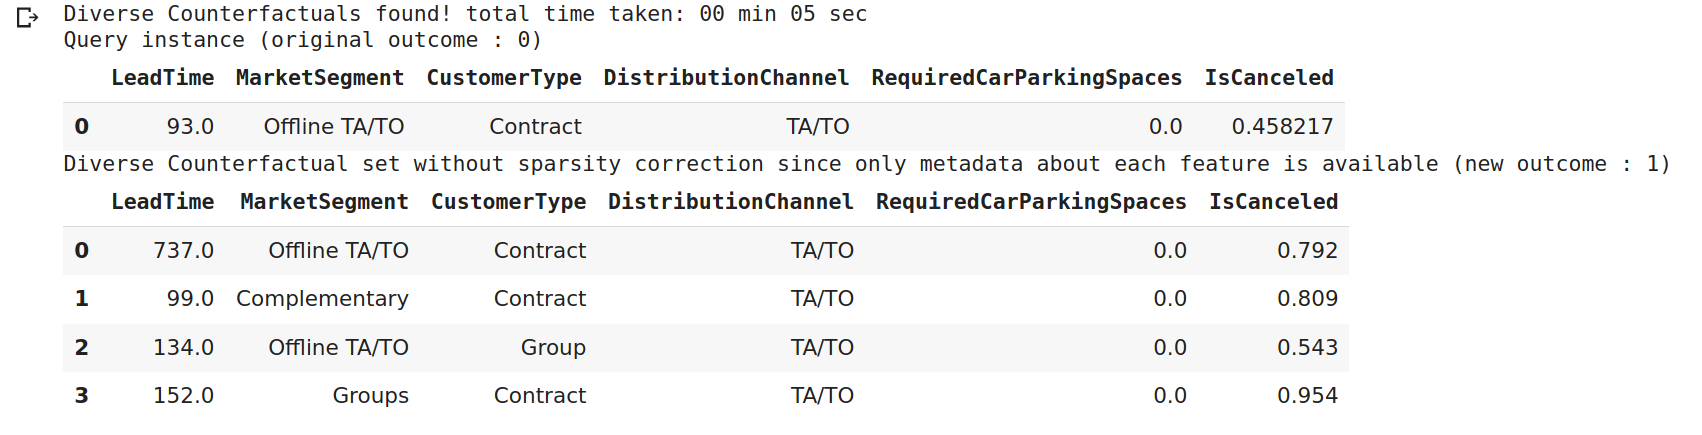 Diverse Counterfactuals found! total time taken: 00 min 05 sec
Query instance (original outcome : 0)
LeadTime MarketSegment CustomerType DistributionChannel RequiredCarParkingSpaces IsCanceled
0 93.0 Offline TA/TO Contract TA/TO 0.0 0.458217
Diverse Counterfactual set without sparsity correction since only metadata about each feature is available (new outcome : 1)
LeadTime MarketSegment CustomerType DistributionChannel RequiredCarParkingSpaces IsCanceled
0 737.0 Offline TA/TO Contract TA/TO 0.0 0.792
1 99.0 Complementary Contract TA/TO 0.0 0.809
2 134.0 Offline TA/TO Group TA/TO 0.0 0.543
3 152.0 Groups Contract TA/TO 0.0 0.954